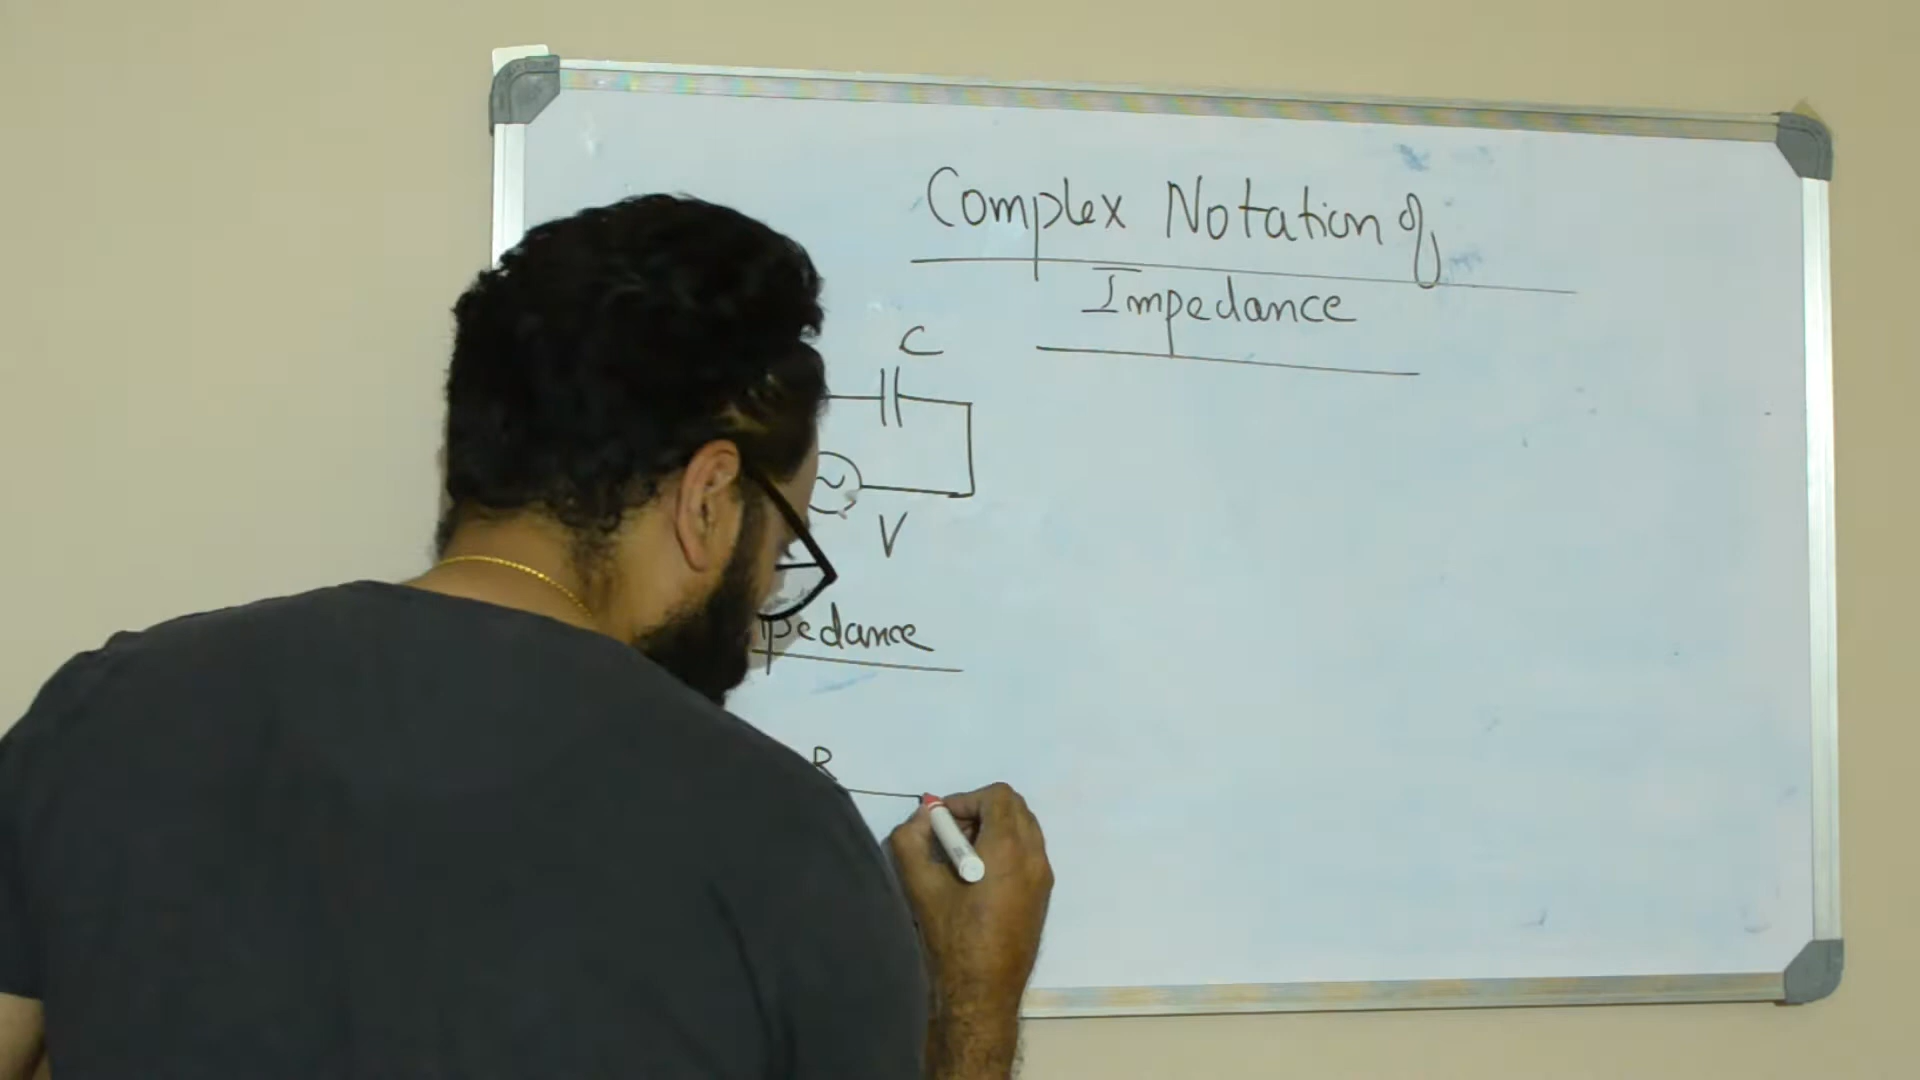 Complex Notation of
Impedance
C
V
pedance
R